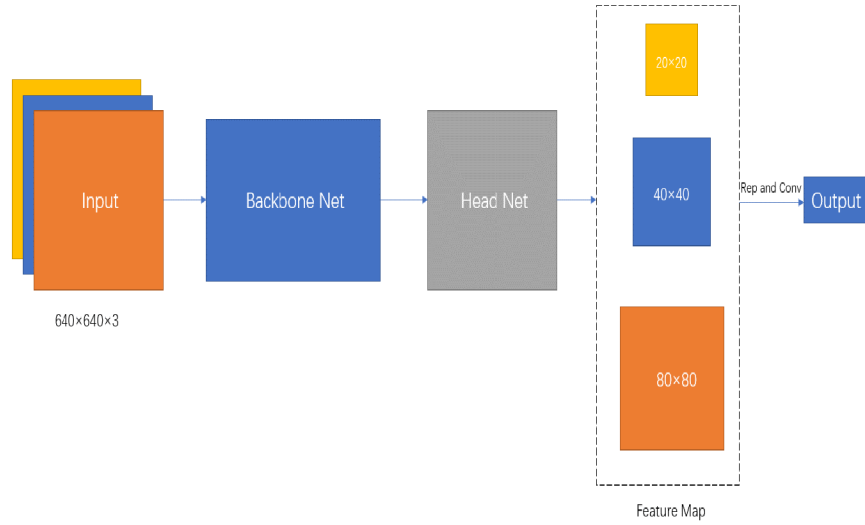 Input
640×640×3
Backbone Net
Head Net
20×20
40×40
80×80
Feature Map
Rep and Conv
Output